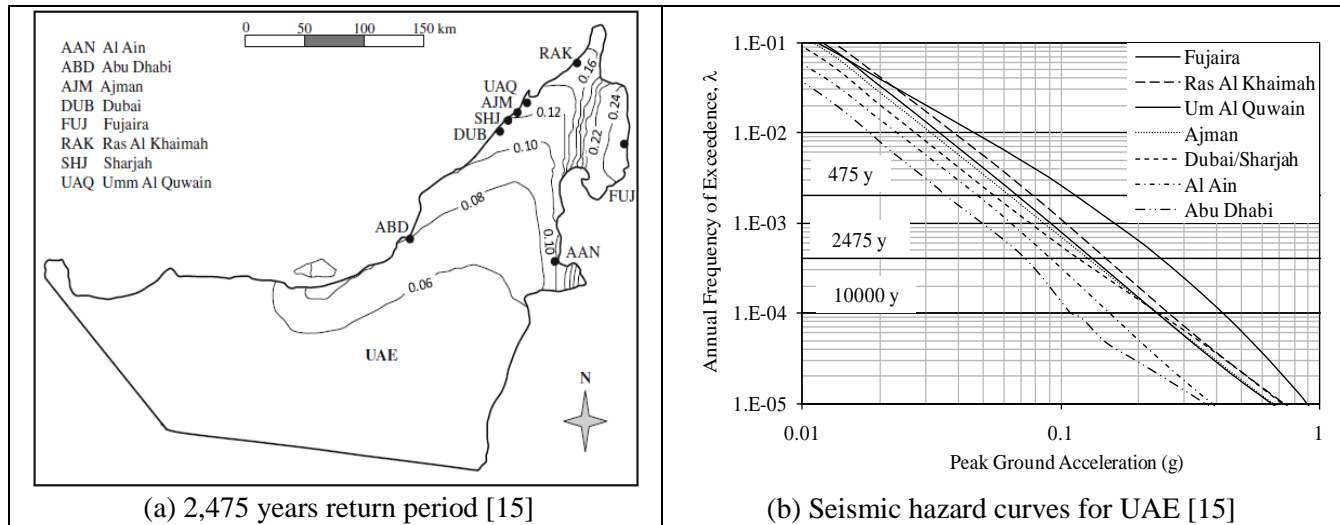 0 50 100 150 km
AAN Al Ain
ABD Abu Dhabi
AJM Ajman
DUB Dubai
FUJ Fujaira
RAK Ras Al Khaimah
SHJ Sharjah
UAQ Umm Al Quwain
RAK
0.16
UAQ
AJM
SHJ
DUB
0.12
0.24
0.22
0.10
FUJ
0.08
ABD
0.10
AAN
0.06
UAE
N
(a) 2,475 years return period [15]
1.E-01
1.E-02
1.E-03
1.E-04
1.E-05
Annual Frequency of Exceedence, λ
Fujaira
Ras Al Khaimah
Um Al Quwain
Ajman
Dubai/Sharjah
Al Ain
Abu Dhabi
475 y
2475 y
10000 y
0.01 0.1 1
Peak Ground Acceleration (g)
(b) Seismic hazard curves for UAE [15]